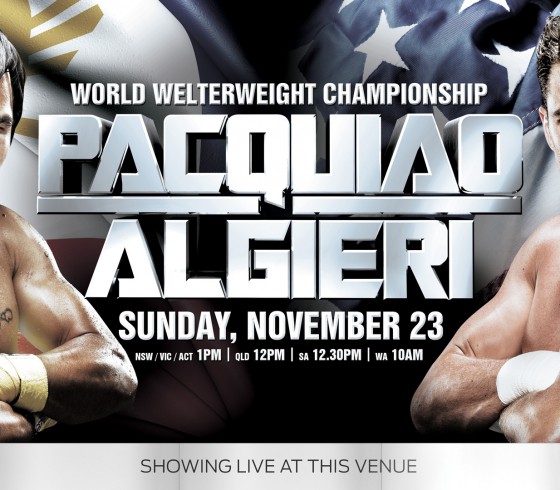 WORLD WELTERWEIGHT CHAMPIONSHIP
PACQUIAO
ALGIERI
SUNDAY, NOVEMBER 23
NSW / VIC / ACT 1PM | QLD 12PM | SA 12.30PM | WA 10AM
SHOWING LIVE AT THIS VENUE